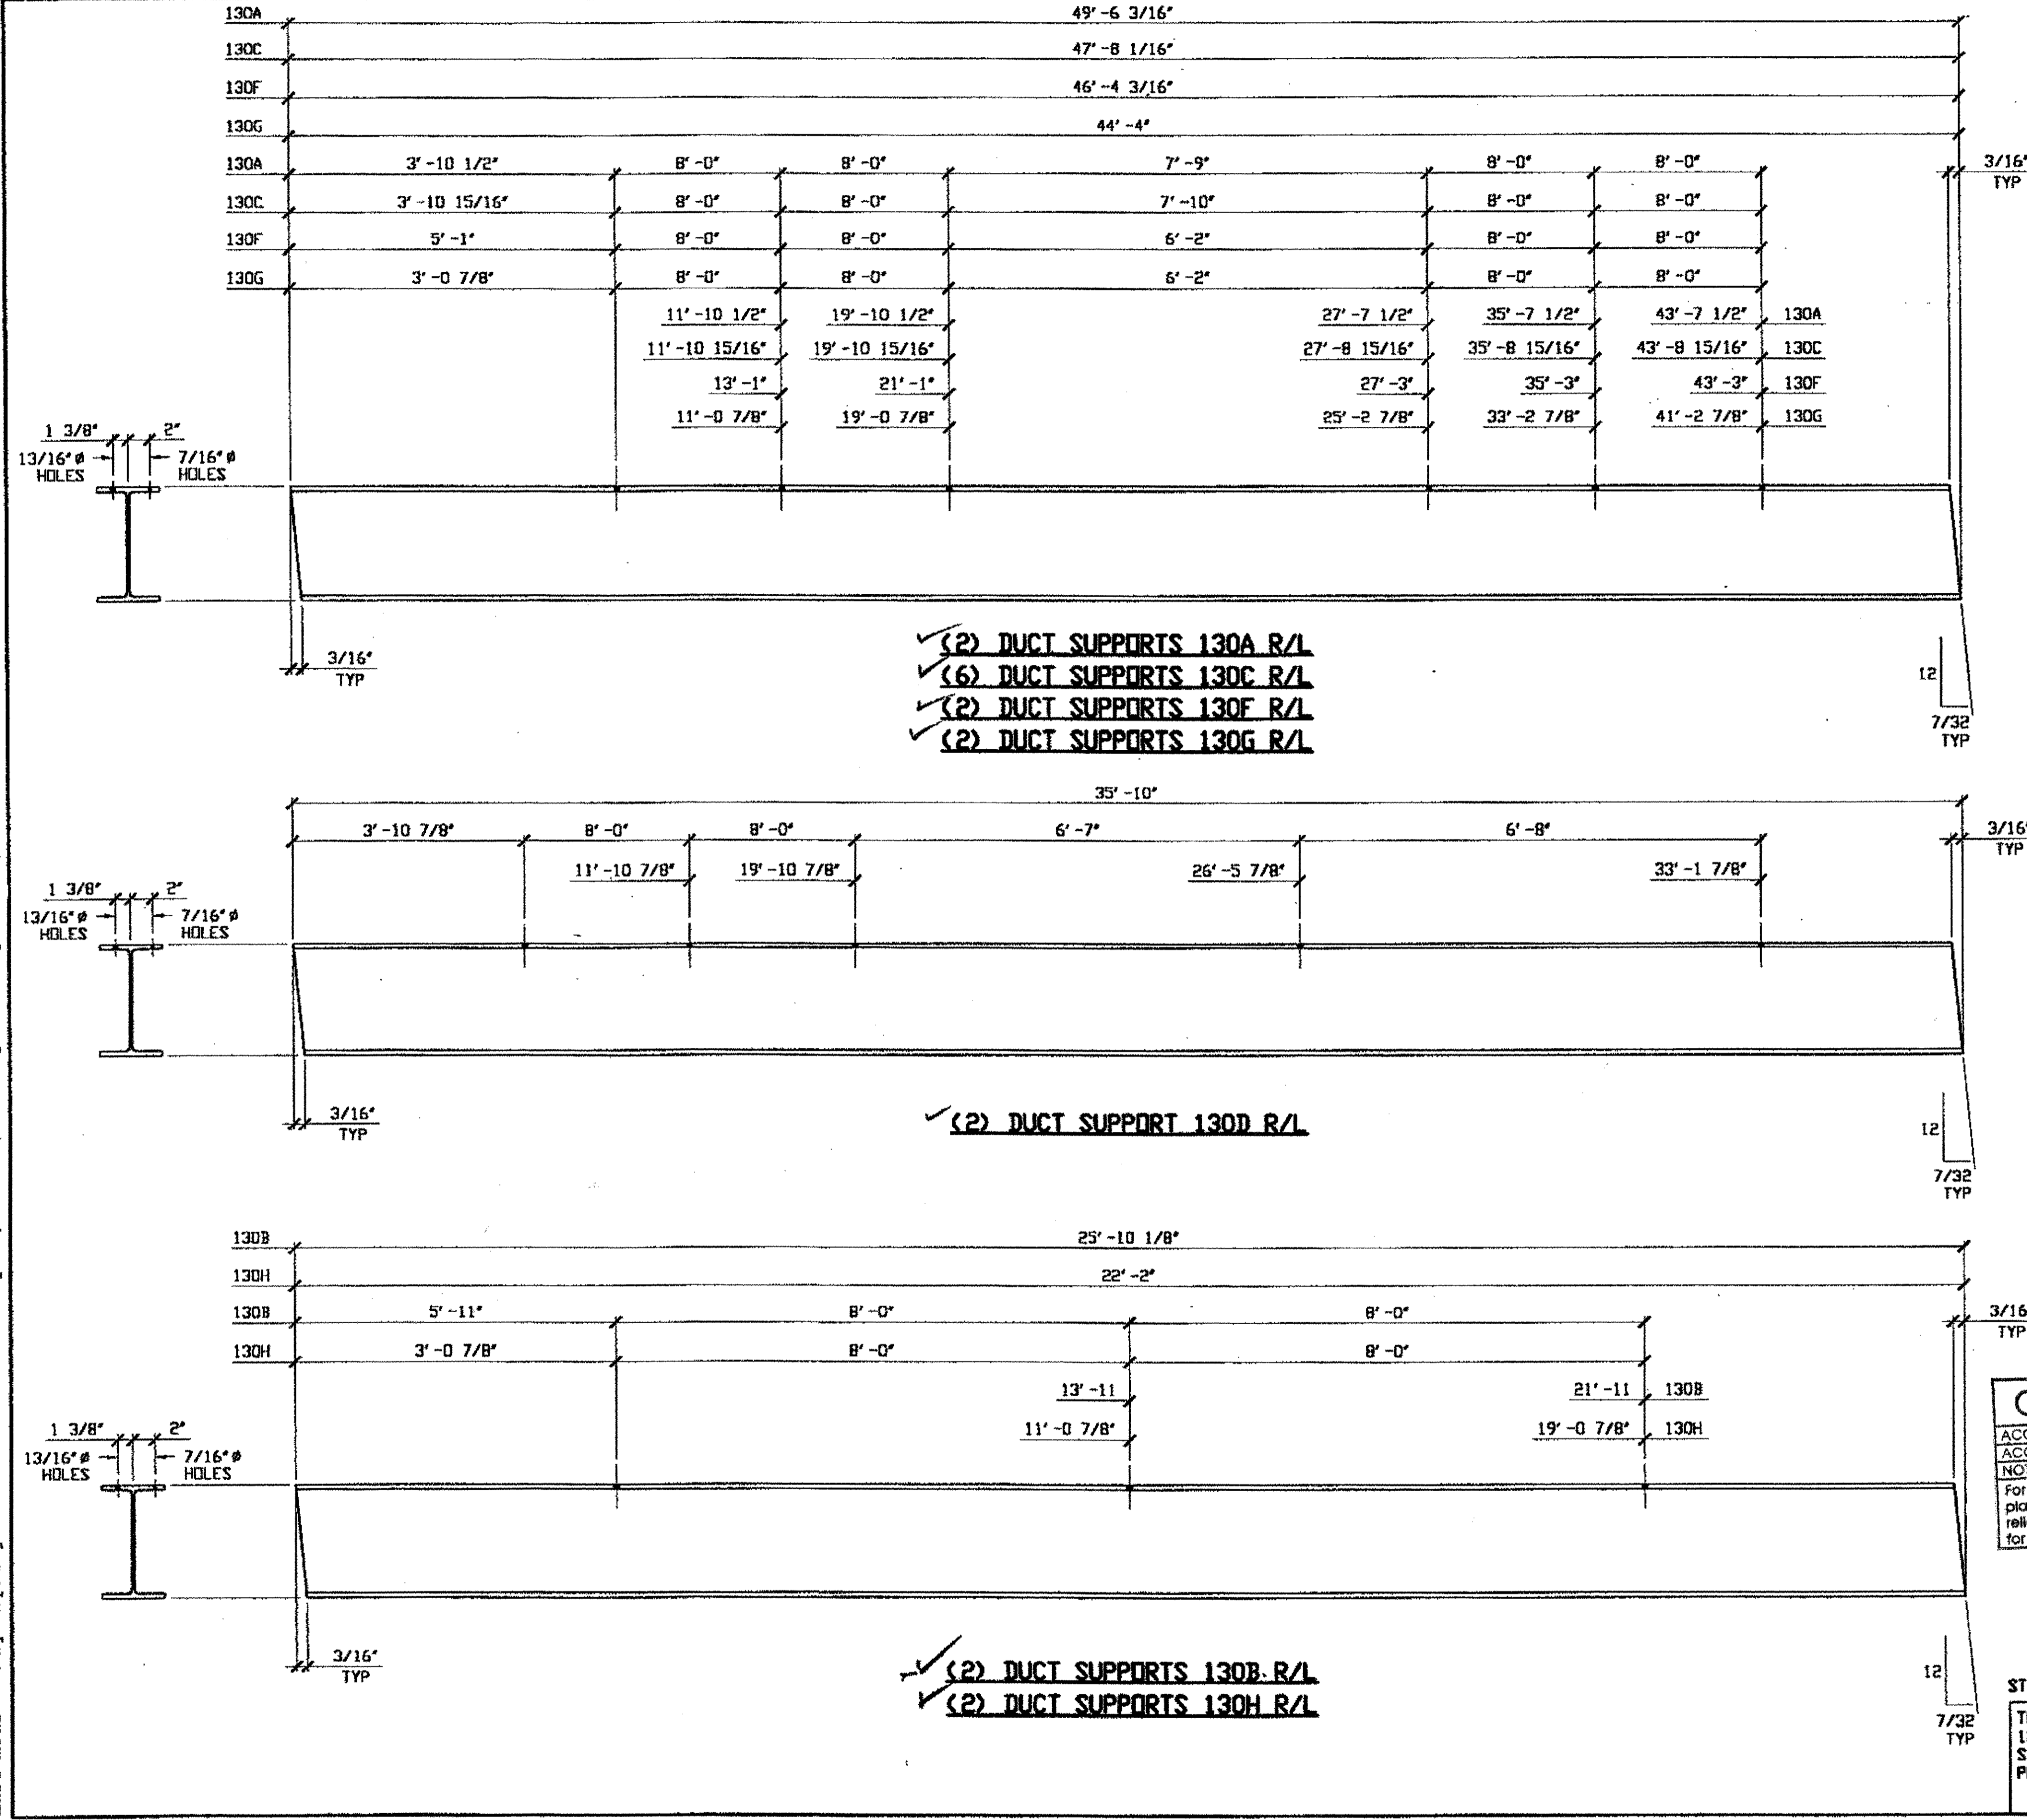 130A 49'-6 3/16"
130C 47'-8 1/16"
130F 46'-4 3/16"
130G 44'-4"
130A 3'-10 1/2" 8'-0" 8'-0" 7'-9" 8'-0" 8'-0" 3/16"
TYP
130C 3'-10 15/16" 8'-0" 8'-0" 7'-10" 8'-0" 8'-0"
130F 5'-1" 8'-0" 8'-0" 6'-2" 8'-0" 8'-0"
130G 3'-0 7/8" 8'-0" 8'-0" 6'-2" 8'-0" 8'-0"
11'-10 1/2" 19'-10 1/2" 27'-7 1/2" 35'-7 1/2" 43'-7 1/2" 130A
11'-10 15/16" 19'-10 15/16" 27'-8 15/16" 35'-8 15/16" 43'-8 15/16" 130C
13'-1" 21'-1" 27'-3" 35'-3" 43'-3" 130F
11'-0 7/8" 19'-0 7/8" 25'-2 7/8" 33'-2 7/8" 41'-2 7/8" 130G
1 3/8" 2"
13/16"ø 7/16"ø
HOLES HOLES
3/16"
TYP
(2) DUCT SUPPORTS 130A R/L
(6) DUCT SUPPORTS 130C R/L
(2) DUCT SUPPORTS 130F R/L
(2) DUCT SUPPORTS 130G R/L
12
7/32
TYP
35'-10"
3'-10 7/8" 8'-0" 8'-0" 6'-7" 6'-8" 3/16"
TYP
11'-10 7/8" 19'-10 7/8" 26'-5 7/8" 33'-1 7/8"
1 3/8" 2"
13/16"ø 7/16"ø
HOLES HOLES
3/16"
TYP
(2) DUCT SUPPORT 130D R/L
12
7/32
TYP
130B 25'-10 1/8"
130H 22'-2"
130B 5'-11" 8'-0" 8'-0" 3/16
TYP
130H 3'-0 7/8" 8'-0" 8'-0"
13'-11 21'-11 130B
11'-0 7/8" 19'-0 7/8" 130H
1 3/8" 2"
13/16"ø 7/16"ø
HOLES HOLES
3/16"
TYP
(2) DUCT SUPPORTS 130B R/L
(2) DUCT SUPPORTS 130H R/L
12
7/32
TYP
For
for
ST